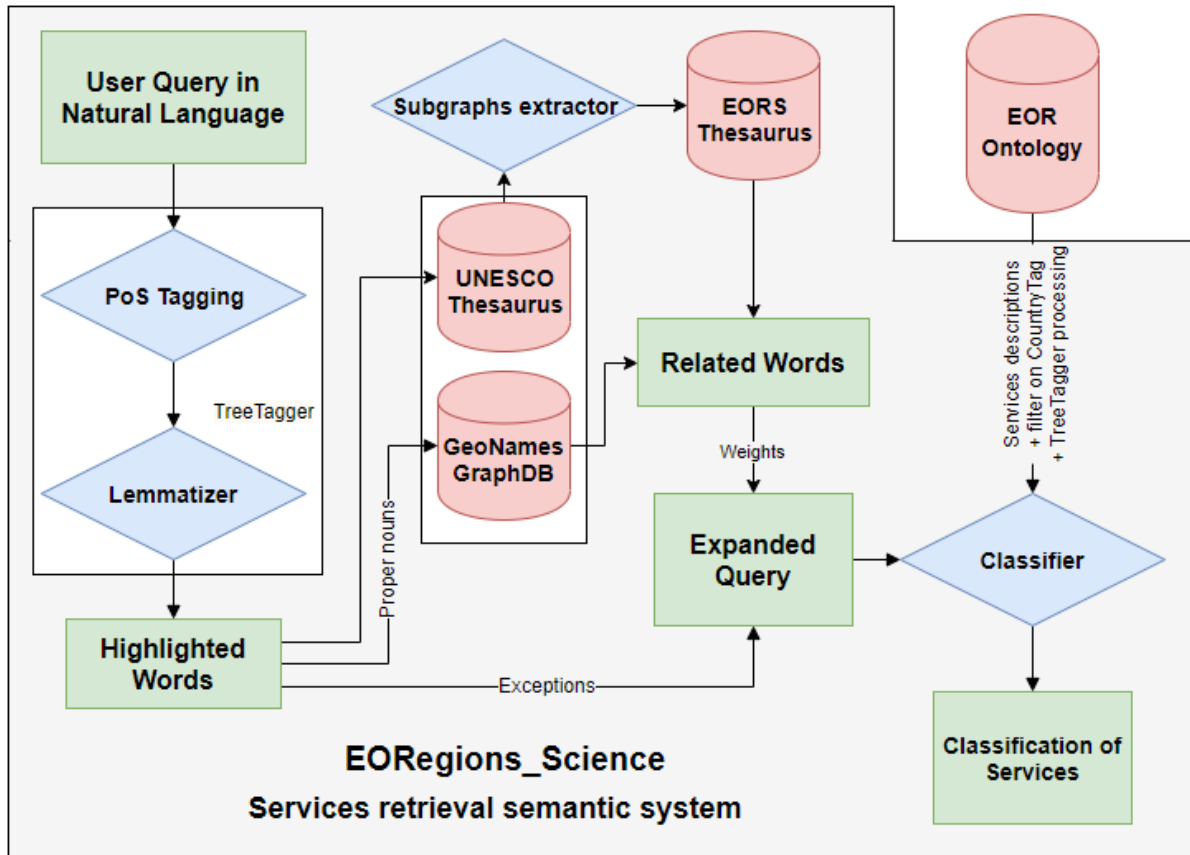 User Query in
Natural Language
PoS Tagging
TreeTagger
Lemmatizer
Highlighted
Words
Subgraphs extractor
UNESCO
Thesaurus
GeoNames
GraphDB
Proper nouns
Exceptions
EORS
Thesaurus
Related Words
Weights
Expanded
Query
EOR
Ontology
Services descriptions
+ filter on CountryTag
+ TreeTagger processing
Classifier
Classification of
Services
EORegions_Science
Services retrieval semantic system